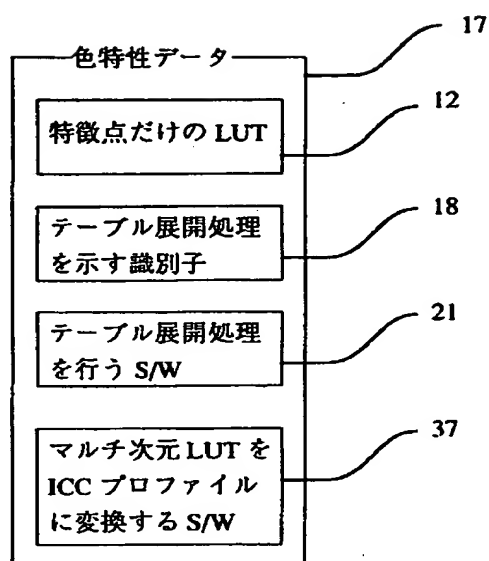 17
色特性データ
特徴点だけの LUT
12
テーブル展開処理
を示す識別子
18
テーブル展開処理
を行う S/W
21
マルチ次元 LUT を
ICC プロファイル
に変換する S/W
37